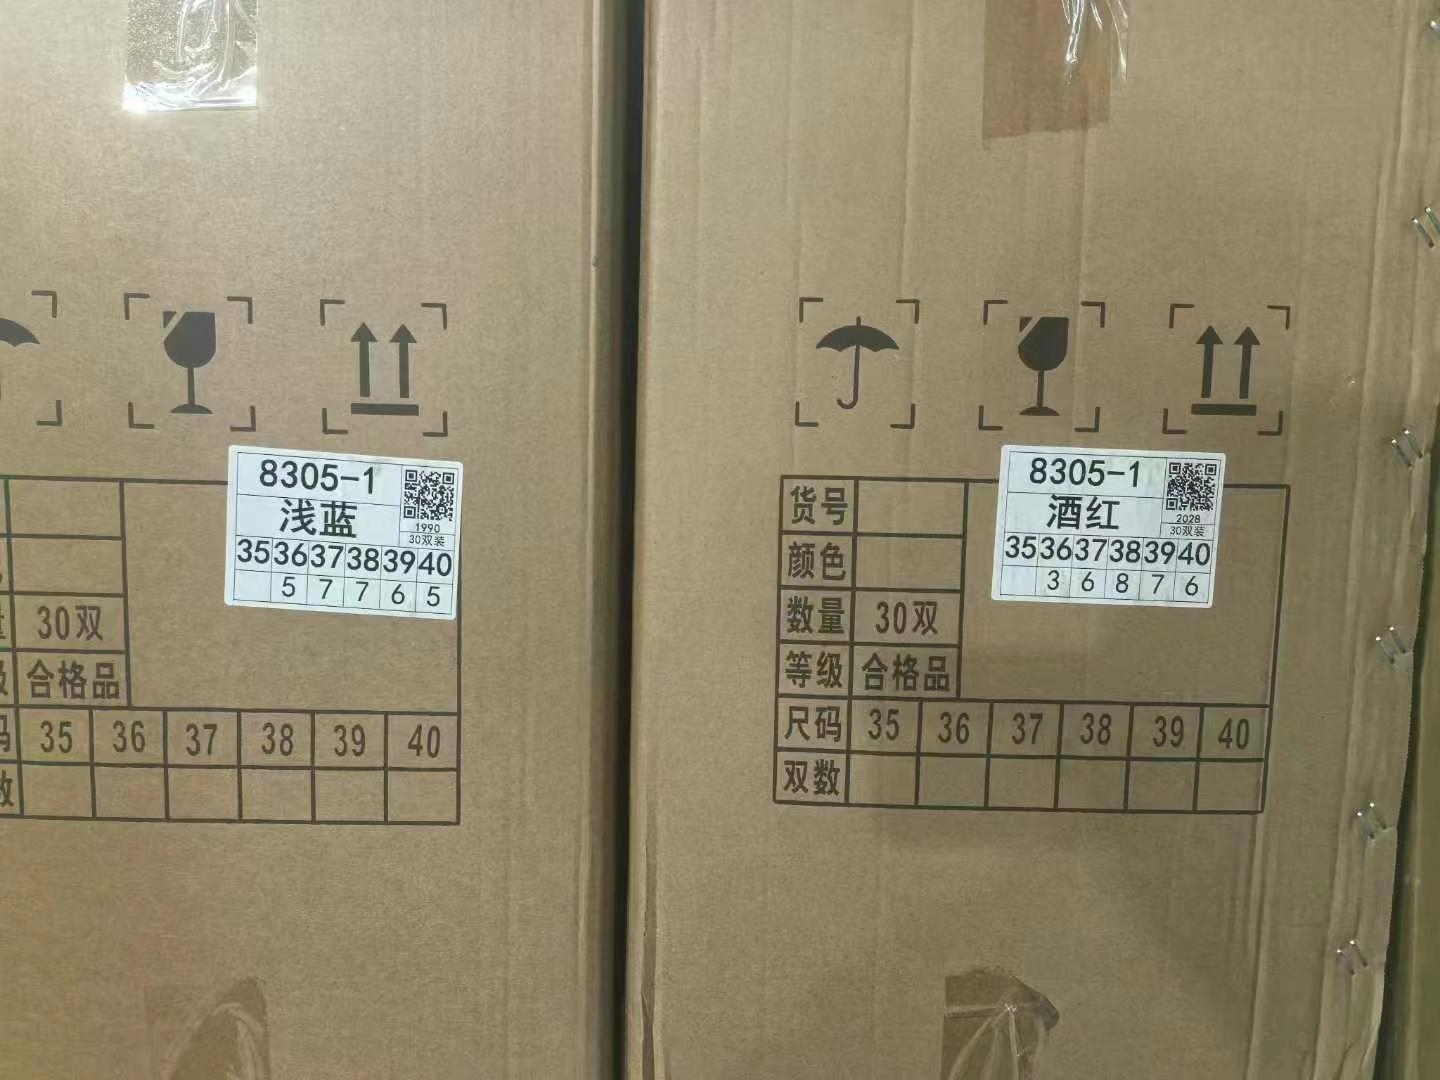 8305-1
浅蓝
1990
30双装
35 36 37 38 39 40
5 7 7 6 5
30双
合格品
35 36 37 38 39 40
8305-1
酒红
2028
30双装
35 36 37 38 39 40
3 6 8 7 6
货号
颜色
数量 30双
等级 合格品
尺码 35 36 37 38 39 40
双数